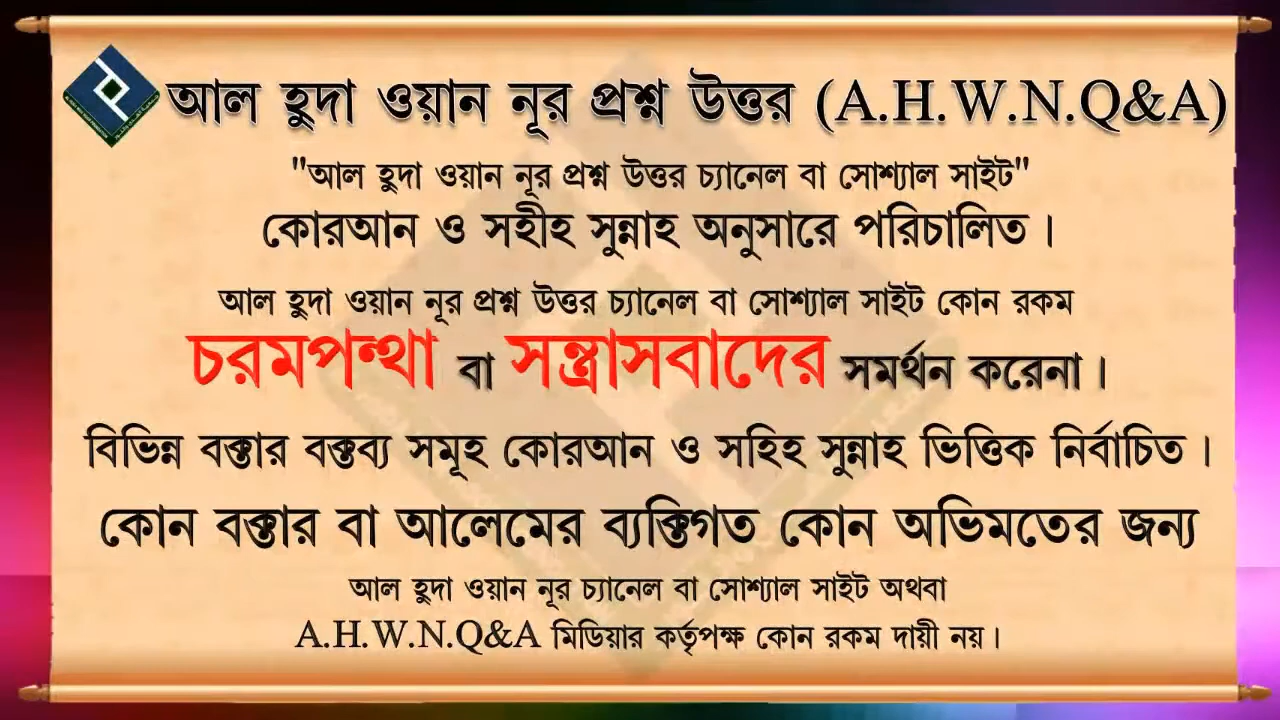 আল হুদা ওয়ান নূর প্রশ্ন উত্তর (A.H.W.N.Q&A)
"আল হুদা ওয়ান নূর প্রশ্ন উত্তর চ্যানেল বা সোশ্যাল সাইট"
কোরআন ও সহীহ সুন্নাহ অনুসারে পরিচালিত।
আল হুদা ওয়ান নূর প্রশ্ন উত্তর চ্যানেল বা সোশ্যাল সাইট কোন রকম
চরমপন্থা বা সন্ত্রাসবাদের সমর্থন করেনা।
বিভিন্ন বক্তার বক্তব্য সমূহ কোরআন ও সহিহ সুন্নাহ ভিত্তিক নির্বাচিত।
কোন বক্তার বা আলেমের ব্যক্তিগত কোন অভিমতের জন্য
আল হুদা ওয়ান নূর চ্যানেল বা সোশ্যাল সাইট অথবা
A.H.W.N.Q&A মিডিয়ার কর্তৃপক্ষ কোন রকম দায়ী নয়।